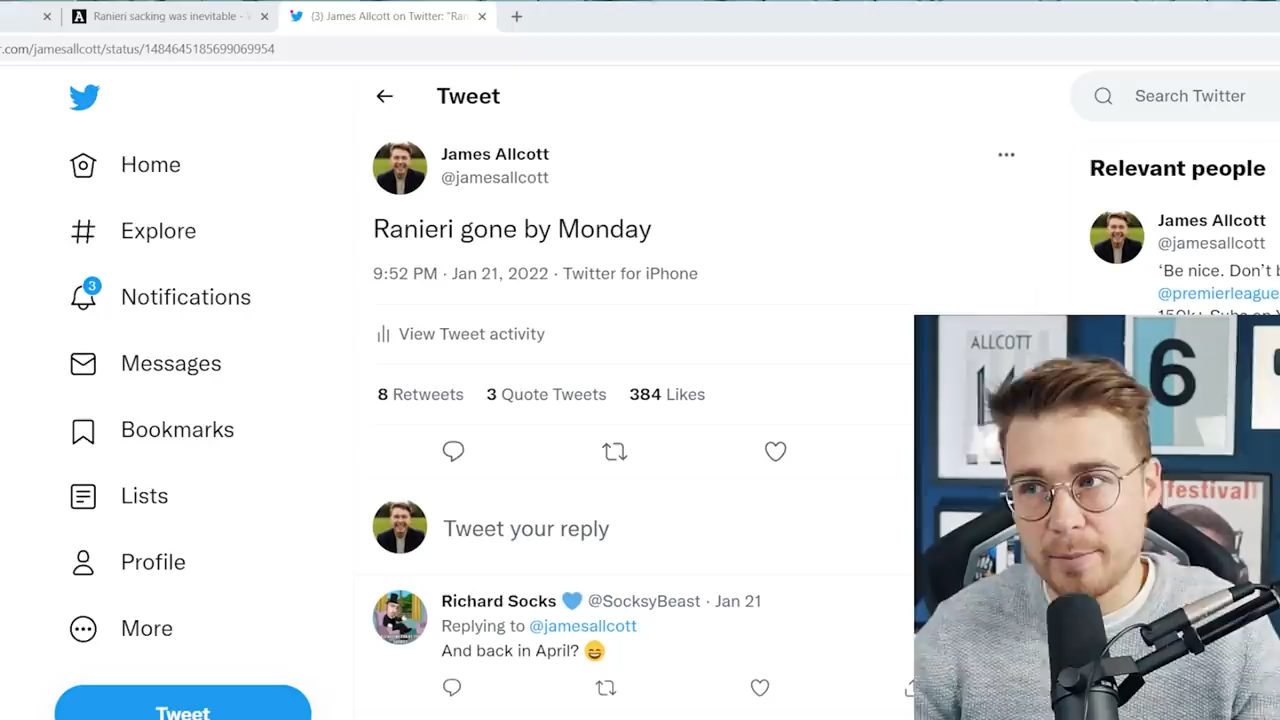 Ranieri sacking was inevitable -
(3) James Allcott on Twitter: "Ran
r.com/jamesallcott/status/1484645185699069954
Tweet
Search Twitter
Home
Explore
3
Notifications
Messages
Bookmarks
Lists
Profile
More
Tweet
James Allcott
@jamesallcott
Ranieri gone by Monday
9:52 PM · Jan 21, 2022 · Twitter for iPhone
View Tweet activity
8 Retweets 3 Quote Tweets 384 Likes
Tweet your reply
Richard Socks 💙 @SocksyBeast · Jan 21
Replying to @jamesallcott
And back in April? 😄
Relevant people
James Allcott
@jamesallcott
‘Be nice. Don’t b
@premierleague
ALLCOTT
14
6
festival